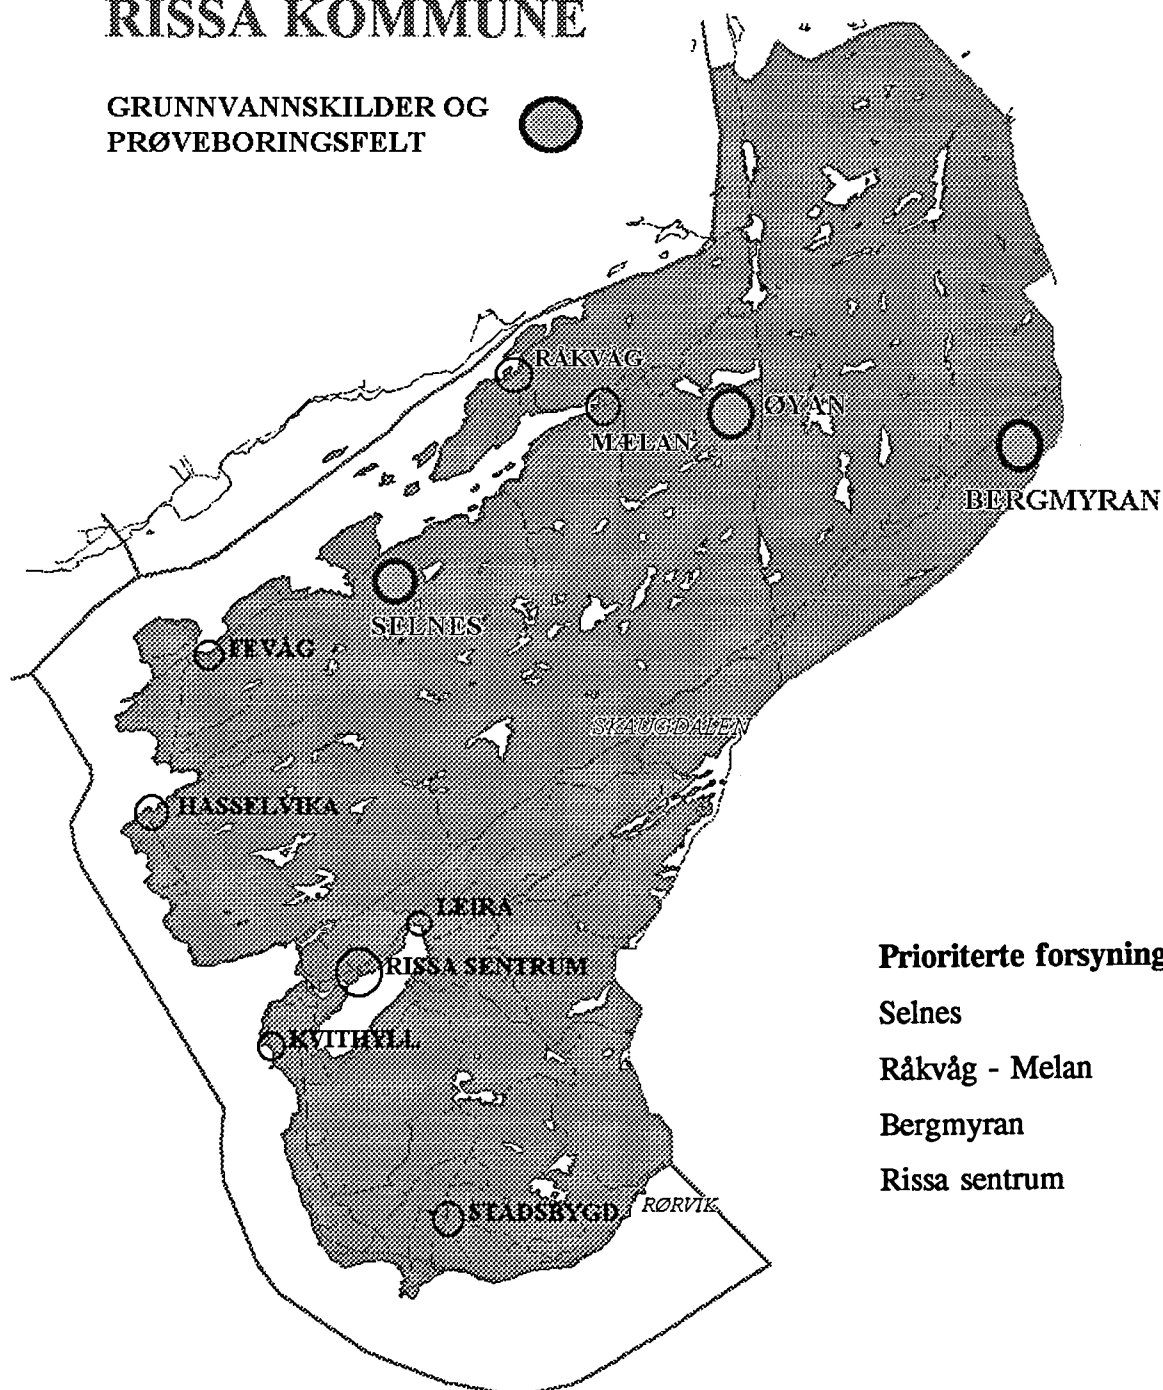 RISSA KOMMUNE
GRUNNVANNSKILDER OG
PRØVEBORINGSFELT
RÅKVÅG
ØYAN
MÆLAN
BERGMYRAN
SELNES
FEVÅG
SKAUGDALEN
HASSELVIKA
LEIRA
RISSA SENTRUM
KVITHYLL
STADSBYGD
RØRVIK
Prioriterte forsyning
Selnes
Råkvåg - Melan
Bergmyran
Rissa sentrum